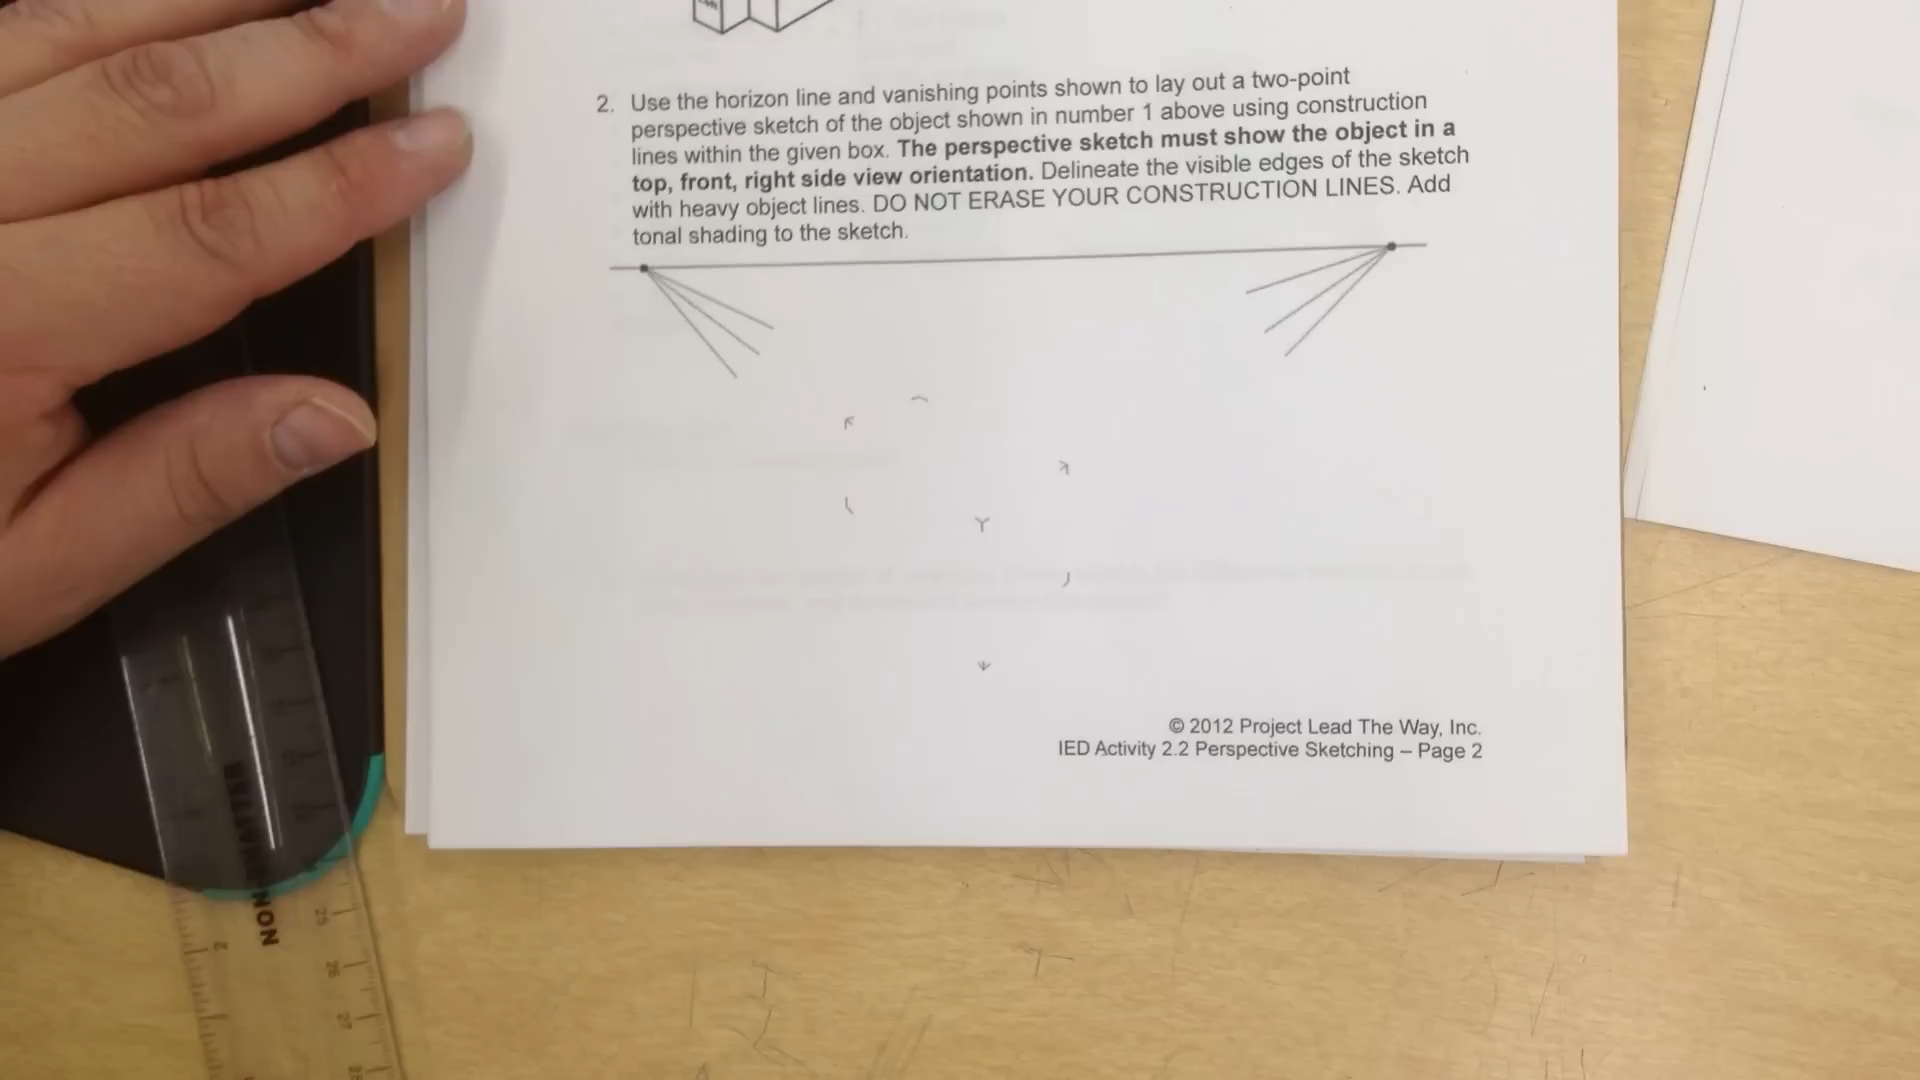 2. Use the horizon line and vanishing points shown to lay out a two-point
perspective sketch of the object shown in number 1 above using construction
lines within the given box. The perspective sketch must show the object in a
top, front, right side view orientation. Delineate the visible edges of the sketch
with heavy object lines. DO NOT ERASE YOUR CONSTRUCTION LINES. Add
tonal shading to the sketch.
© 2012 Project Lead The Way, Inc.
IED Activity 2.2 Perspective Sketching – Page 2
2
25
26
27